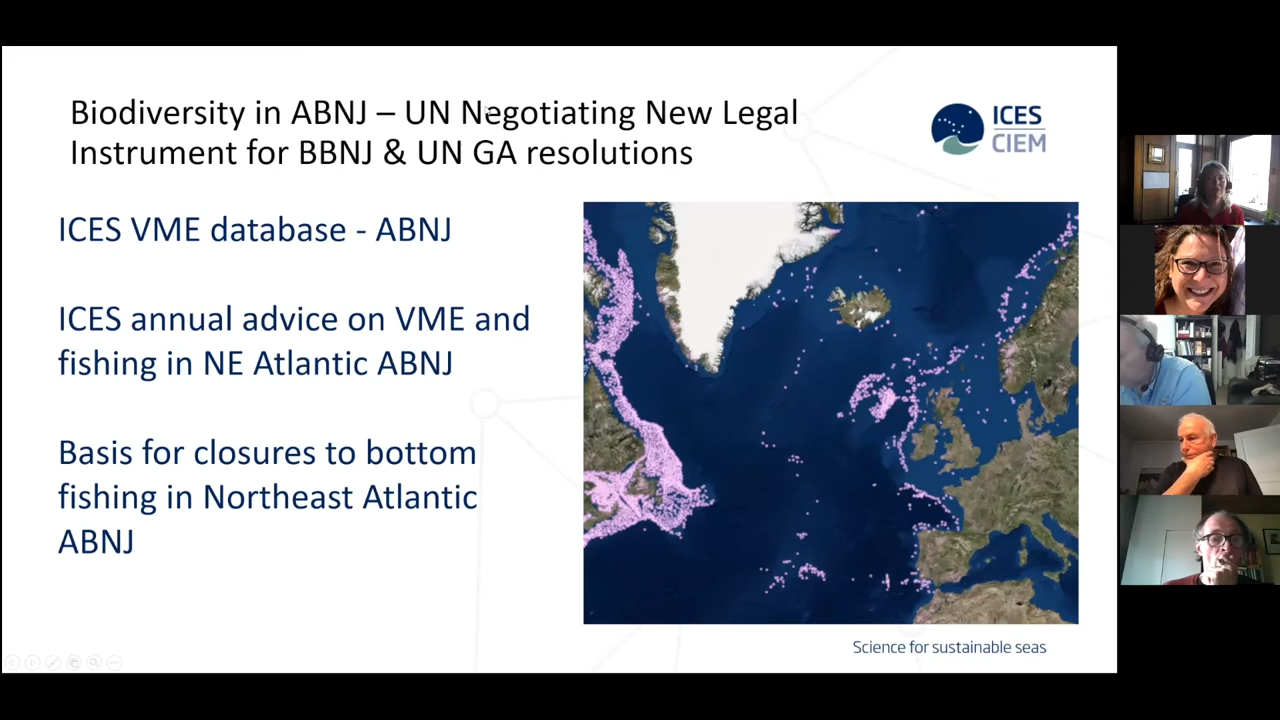 Biodiversity in ABNJ – UN Negotiating New Legal
Instrument for BBNJ & UN GA resolutions
ICES
CIEM
ICES VME database - ABNJ
ICES annual advice on VME and
fishing in NE Atlantic ABNJ
Basis for closures to bottom
fishing in Northeast Atlantic
ABNJ
Science for sustainable seas